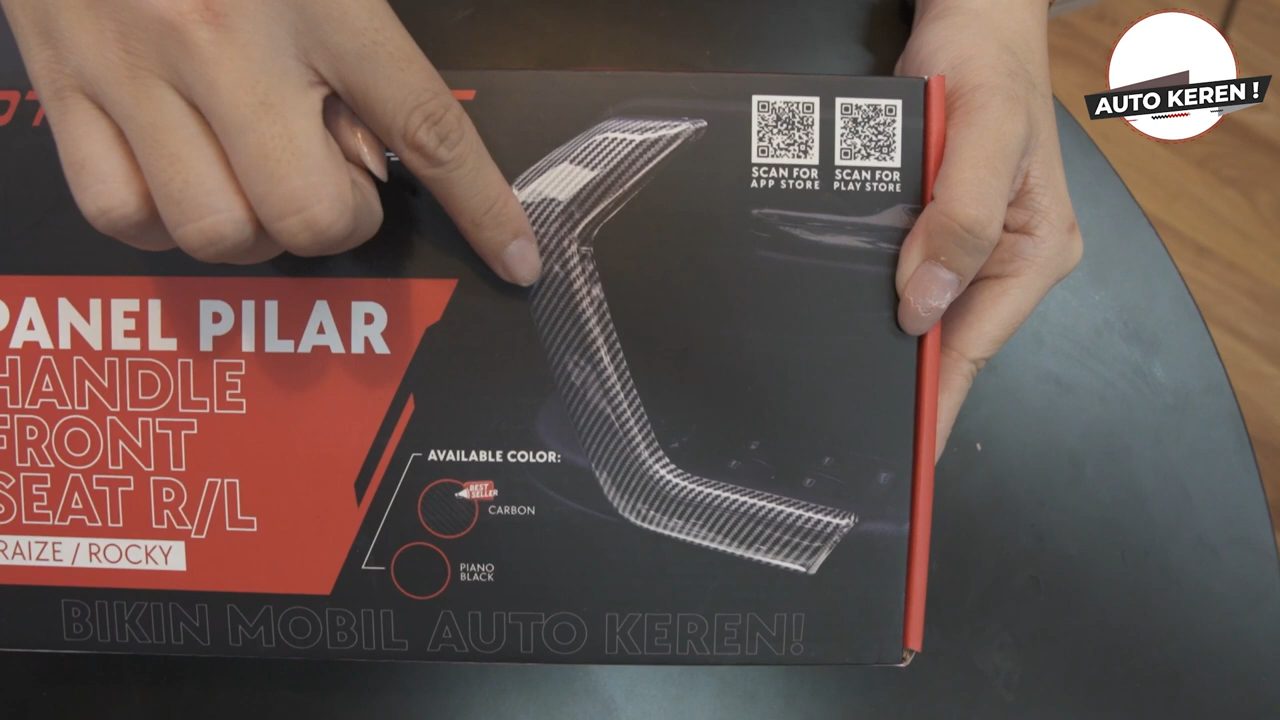 AUTO KEREN !
SCAN FOR
APP STORE
SCAN FOR
PLAY STORE
PANEL PILAR
HANDLE
FRONT
SEAT R/L
RAIZE / ROCKY
AVAILABLE COLOR:
BEST
SELLER
CARBON
PIANO
BLACK
BIKIN MOBIL AUTO KEREN!